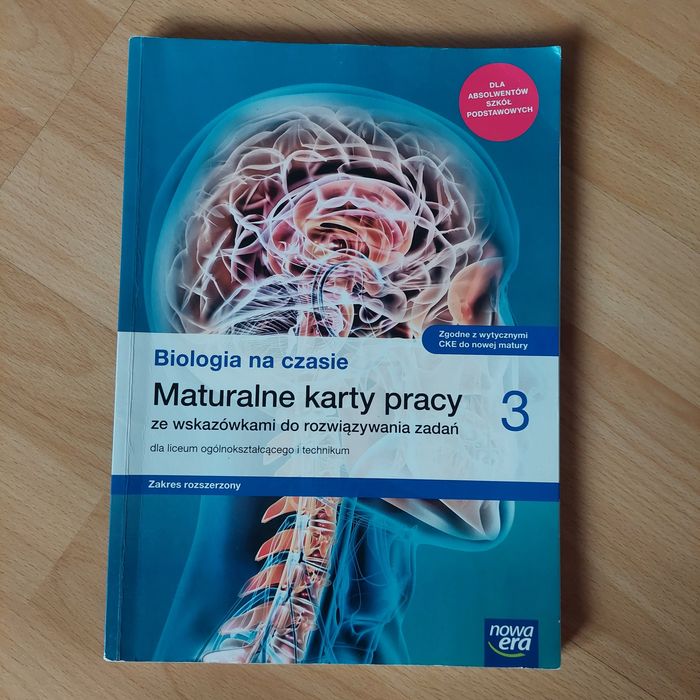 DLA
ABSOLWENTÓW
SZKÓŁ
PODSTAWOWYCH
Zgodne z wytycznymi
CKE do nowej matury
Biologia na czasie
Maturalne karty pracy
3
ze wskazówkami do rozwiązywania zadań
dla liceum ogólnokształcącego i technikum
Zakres rozszerzony
nowa
era